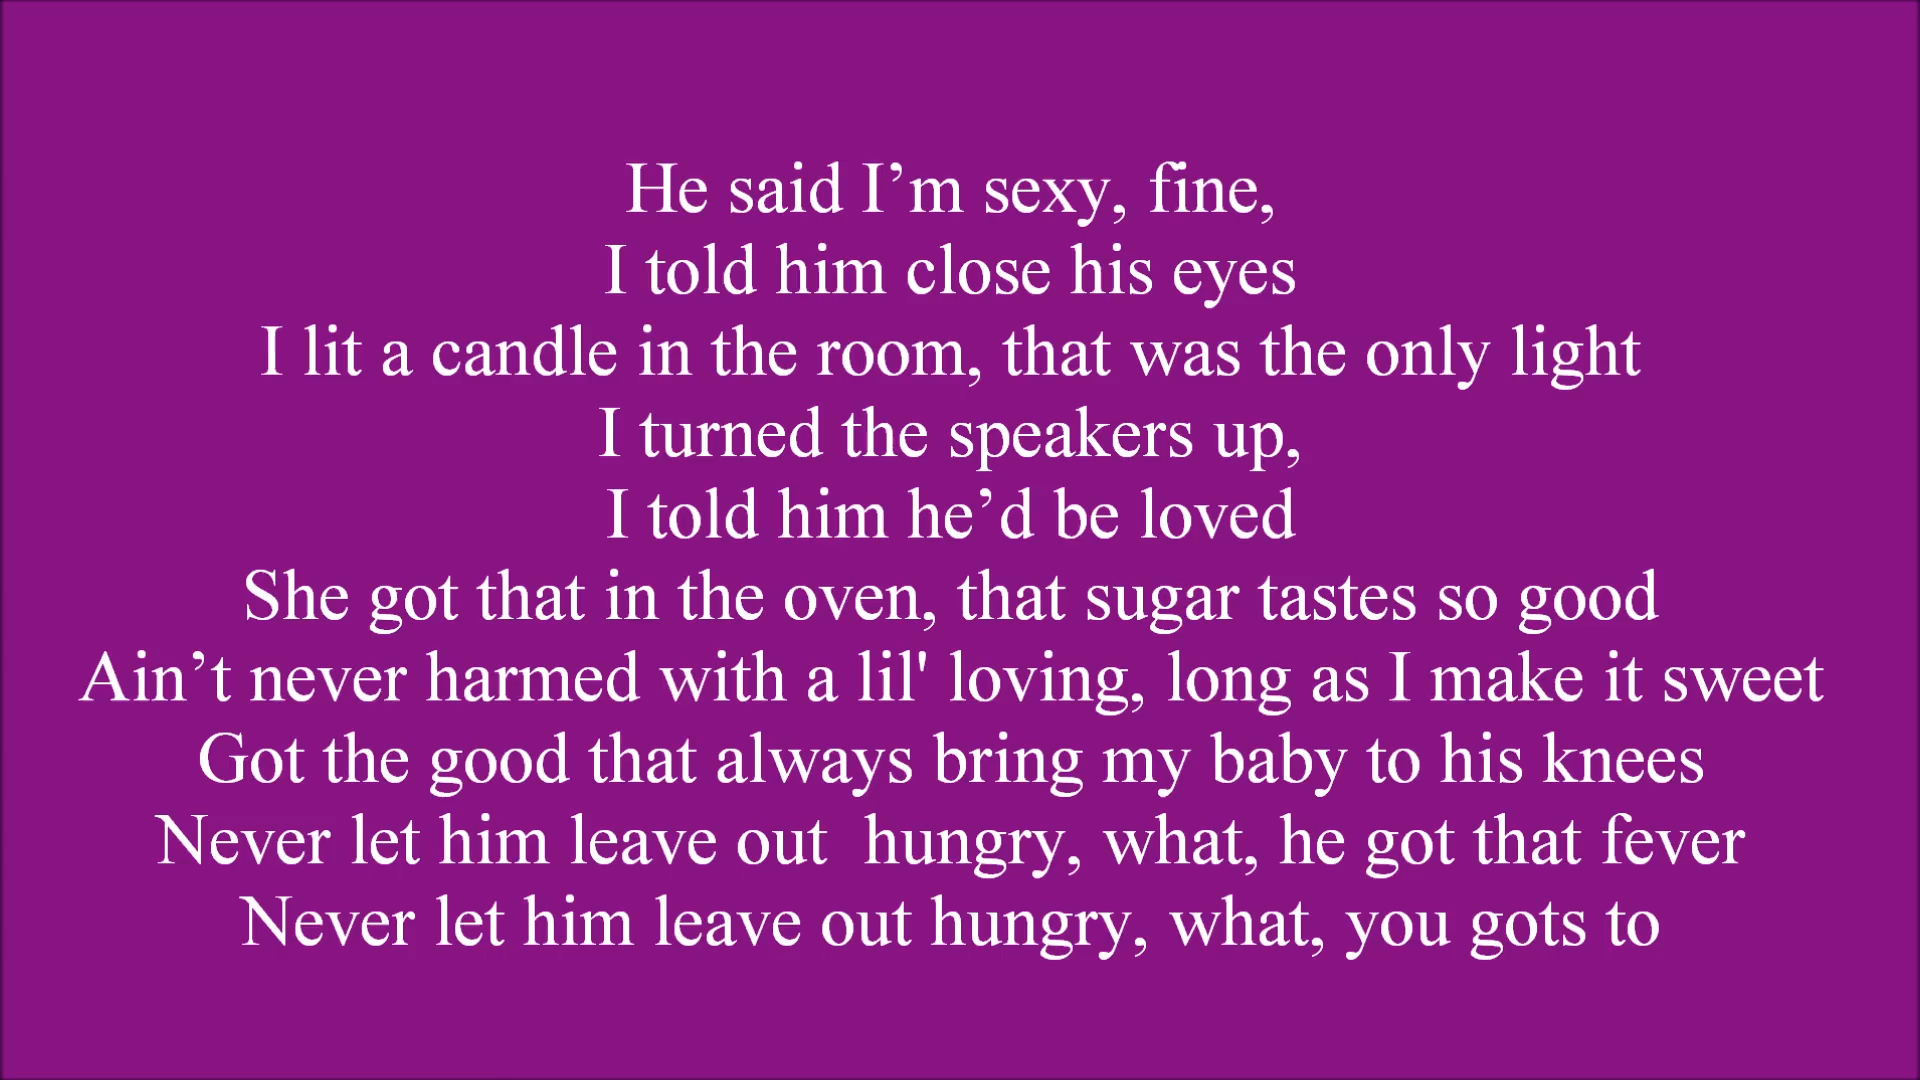 He said I’m sexy, fine,
I told him close his eyes
I lit a candle in the room, that was the only light
I turned the speakers up,
I told him he’d be loved
She got that in the oven, that sugar tastes so good
Ain’t never harmed with a lil' loving, long as I make it sweet
Got the good that always bring my baby to his knees
Never let him leave out  hungry, what, he got that fever
Never let him leave out hungry, what, you gots to